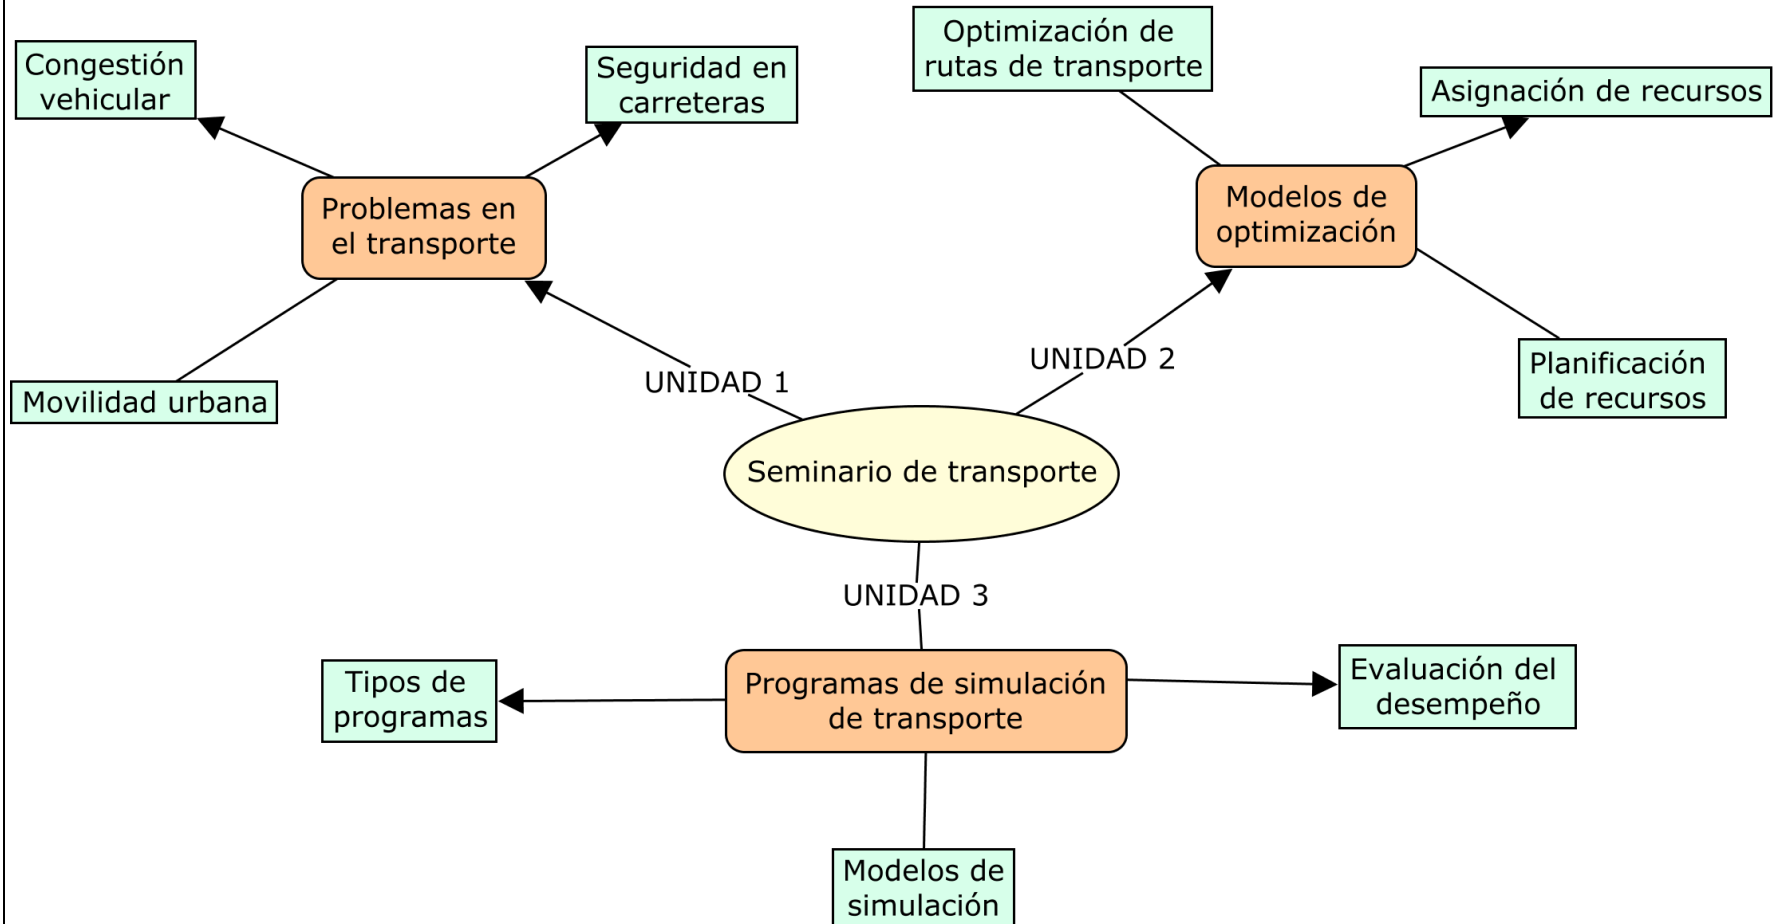 Congestión
vehicular
Seguridad en
carreteras
Problemas en
el transporte
Movilidad urbana
UNIDAD 1
Optimización de
rutas de transporte
Asignación de recursos
Modelos de
optimización
UNIDAD 2
Planificación
de recursos
Seminario de transporte
UNIDAD 3
Tipos de
programas
Programas de simulación
de transporte
Evaluación del
desempeño
Modelos de
simulación